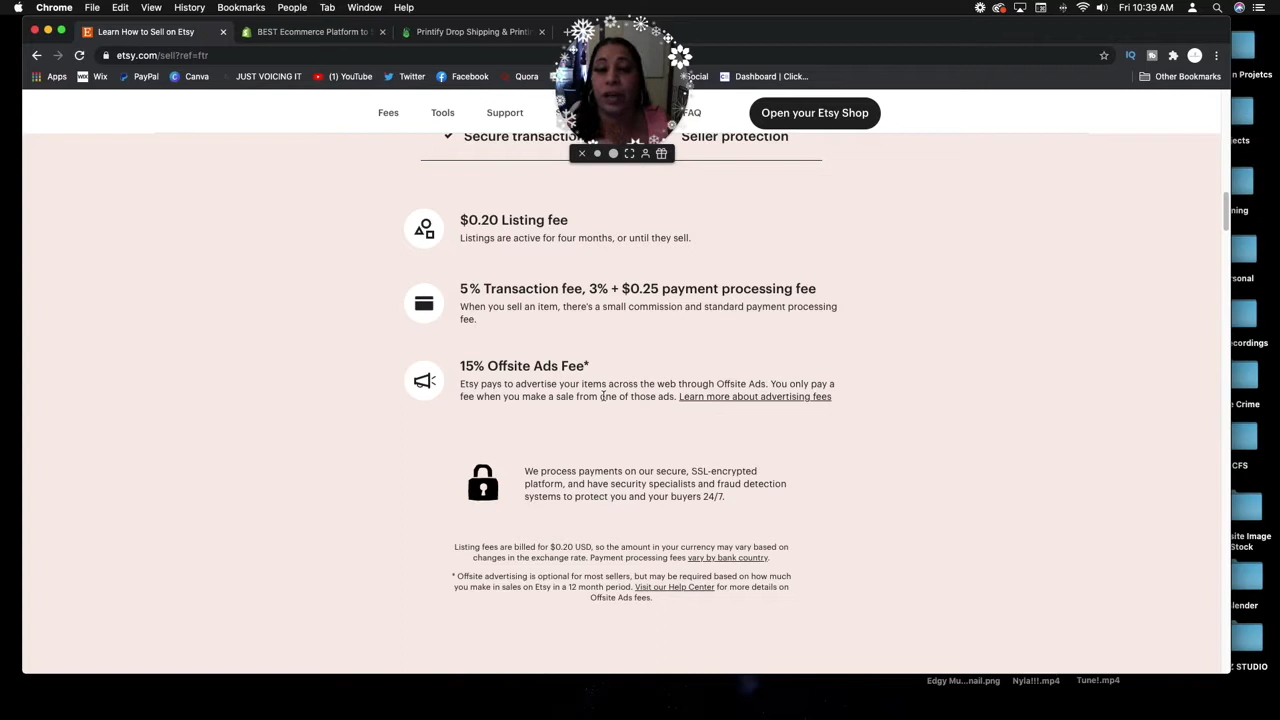 Chrome File Edit View History Bookmarks People Tab Window Help Fri 10:39 AM
Learn How to Sell on Etsy BEST Ecommerce Platform to Printify Drop Shipping & Print
etsy.com/sell?ref=ftr
Apps Wix PayPal Canva JUST VOICING IT (1) YouTube Twitter Facebook Quora Social Dashboard | Click... Other Bookmarks
Fees Tools Support FAQ Open your Etsy Shop
Secure Seller protection
$0.20 Listing fee
Listings are active for four months, or until they sell.
5% Transaction fee, 3% + $0.25 payment processing fee
When you sell an item, there's a small commission and standard payment processing
fee.
15% Offsite Ads Fee*
Etsy pays to advertise your items across the web through Offsite Ads. You only pay a
fee when you make a sale from one of those ads. Learn more about advertising fees
We process payments on our secure, SSL-encrypted
platform, and have security specialists and fraud detection
systems to protect you and your buyers 24/7.
Listing fees are billed for $0.20 USD, so the amount in your currency may vary based on
changes in the exchange rate. Payment processing fees vary by bank country.
* Offsite advertising is optional for most sellers, but may be required based on how much
you make in sales on Etsy in a 12 month period. Visit our Help Center for more details on
Offsite Ads fees.
n Projetcs
Crime
CFS
Stock
Z STUDIO
Edgy Mu...nail.png Nyla!!!.mp4 Tune!.mp4